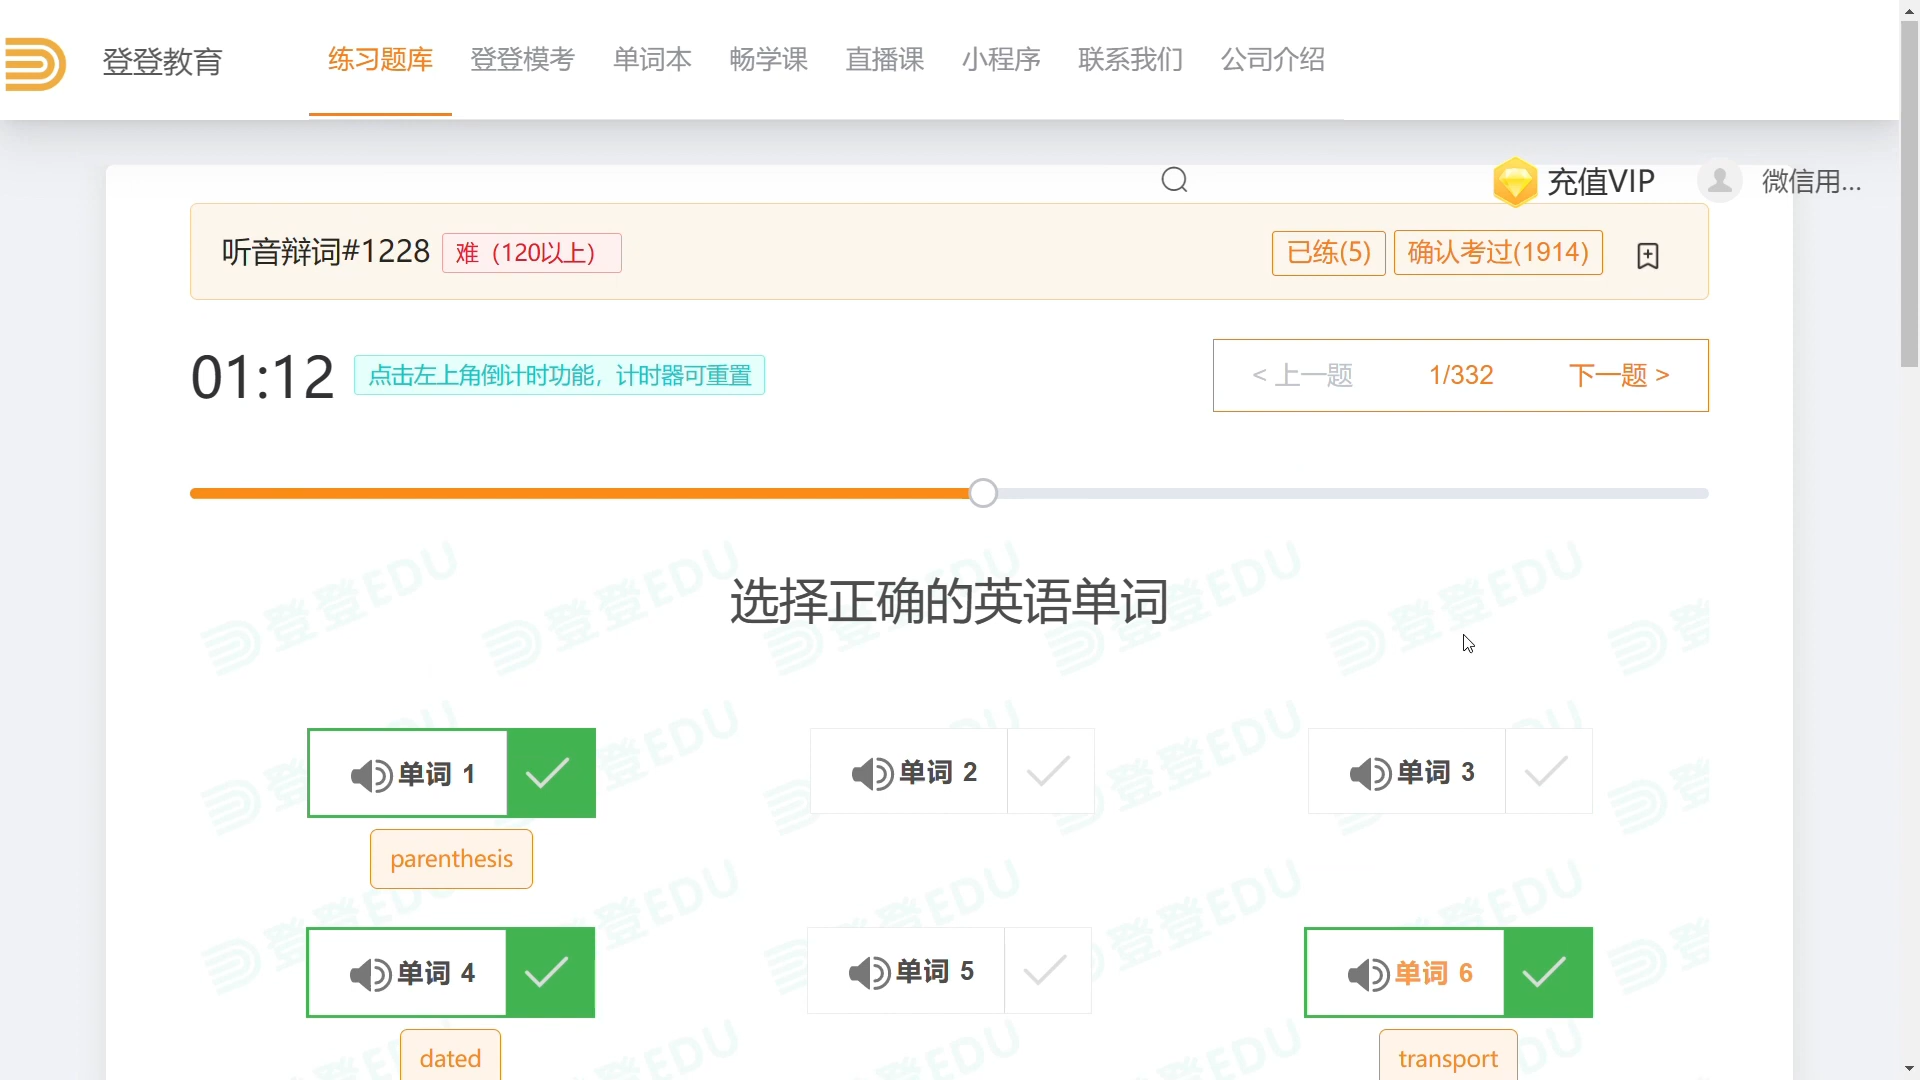 登登教育 练习题库 登登模考 单词本 畅学课 直播课 小程序 联系我们 公司介绍
充值VIP 微信用...
听音辩词#1228 难（120以上） 已练(5) 确认考过(1914)
01:12 点击左上角倒计时功能，计时器可重置 < 上一题 1/332 下一题 >
选择正确的英语单词
单词 1 单词 2 单词 3
parenthesis
单词 4 单词 5 单词 6
dated transport
登登EDU